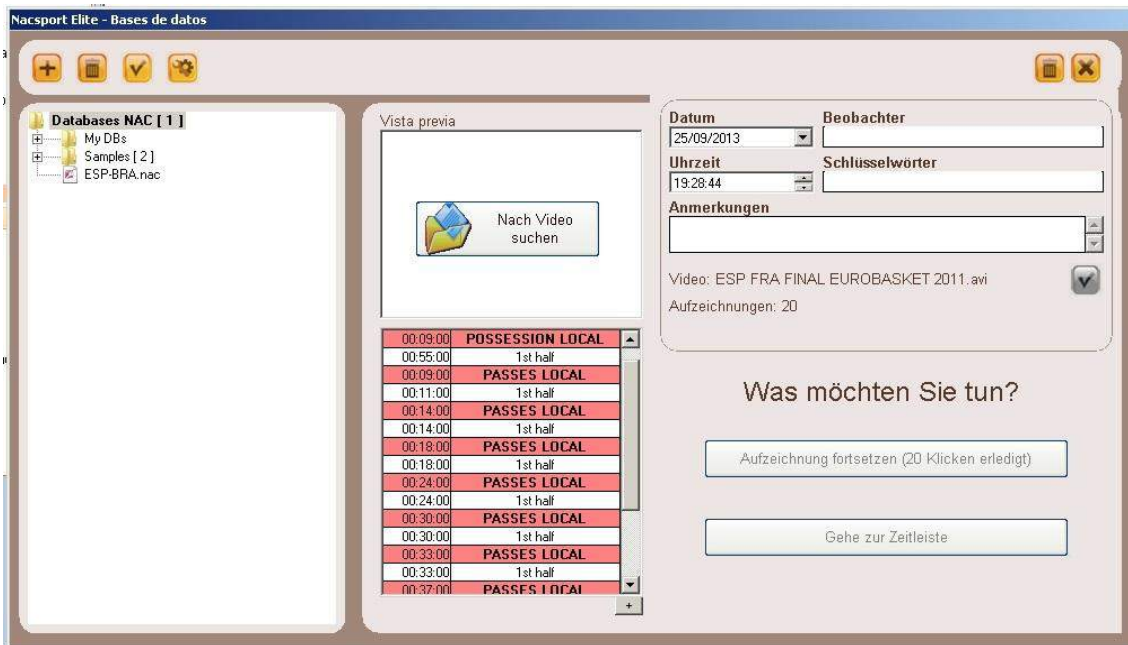 Nacsport Elite - Bases de datos
Databases NAC [ 1 ]
My DBs
Samples [ 2 ]
ESP-BRA.nac
Vista previa
Nach Video
suchen
00:09:00 POSSESSION LOCAL
00:55:00 1st half
00:09:00 PASSES LOCAL
00:11:00 1st half
00:14:00 PASSES LOCAL
00:14:00 1st half
00:18:00 PASSES LOCAL
00:18:00 1st half
00:24:00 PASSES LOCAL
00:24:00 1st half
00:30:00 PASSES LOCAL
00:30:00 1st half
00:33:00 PASSES LOCAL
00:33:00 1st half
00:37:00 PASSES LOCAL
+
Datum Beobachter
25/09/2013
Uhrzeit Schlüsselwörter
19:28:44
Anmerkungen
Video: ESP FRA FINAL EUROBASKET 2011.avi
Aufzeichnungen: 20
Was möchten Sie tun?
Aufzeichnung fortsetzen (20 Klicken erledigt)
Gehe zur Zeitleiste